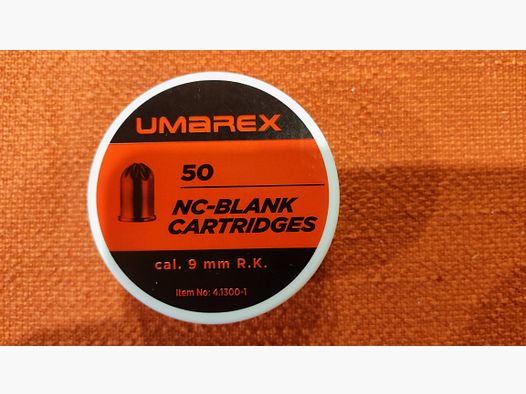 UMAREX
50
NC-BLANK
CARTRIDGES
cal. 9 mm R.K.
Item No: 4.1300-1